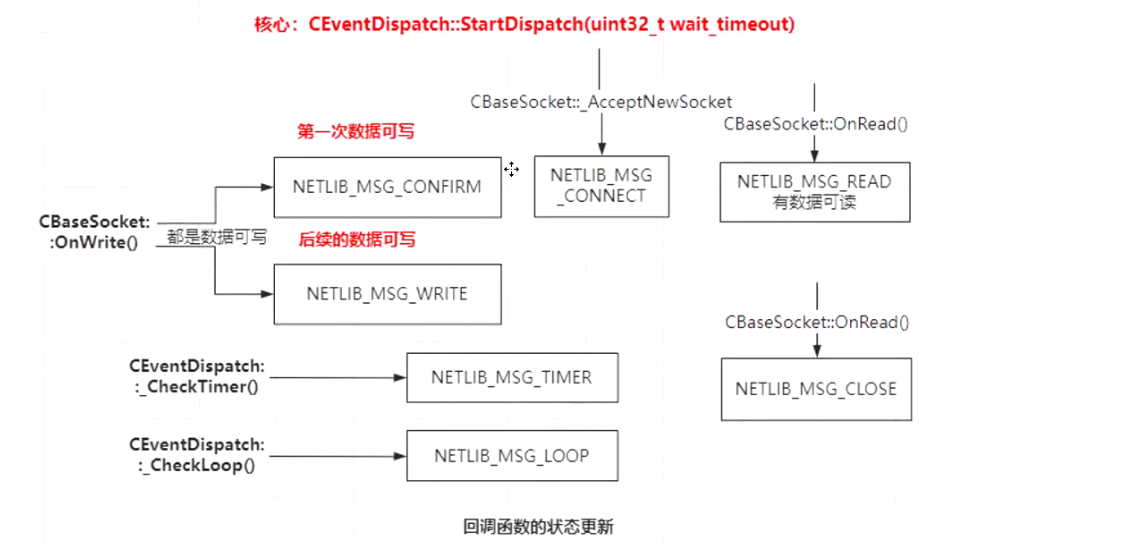 核心：CEventDispatch::StartDispatch(uint32_t wait_timeout)
CBaseSocket::_AcceptNewSocket
CBaseSocket::OnRead()
第一次数据可写
NETLIB_MSG_CONFIRM
NETLIB_MSG
_CONNECT
NETLIB_MSG_READ
有数据可读
CBaseSocket:
:OnWrite()
都是数据可写
后续的数据可写
NETLIB_MSG_WRITE
CBaseSocket::OnRead()
CEventDispatch:
:_CheckTimer()
NETLIB_MSG_TIMER
NETLIB_MSG_CLOSE
CEventDispatch:
:_CheckLoop()
NETLIB_MSG_LOOP
回调函数的状态更新